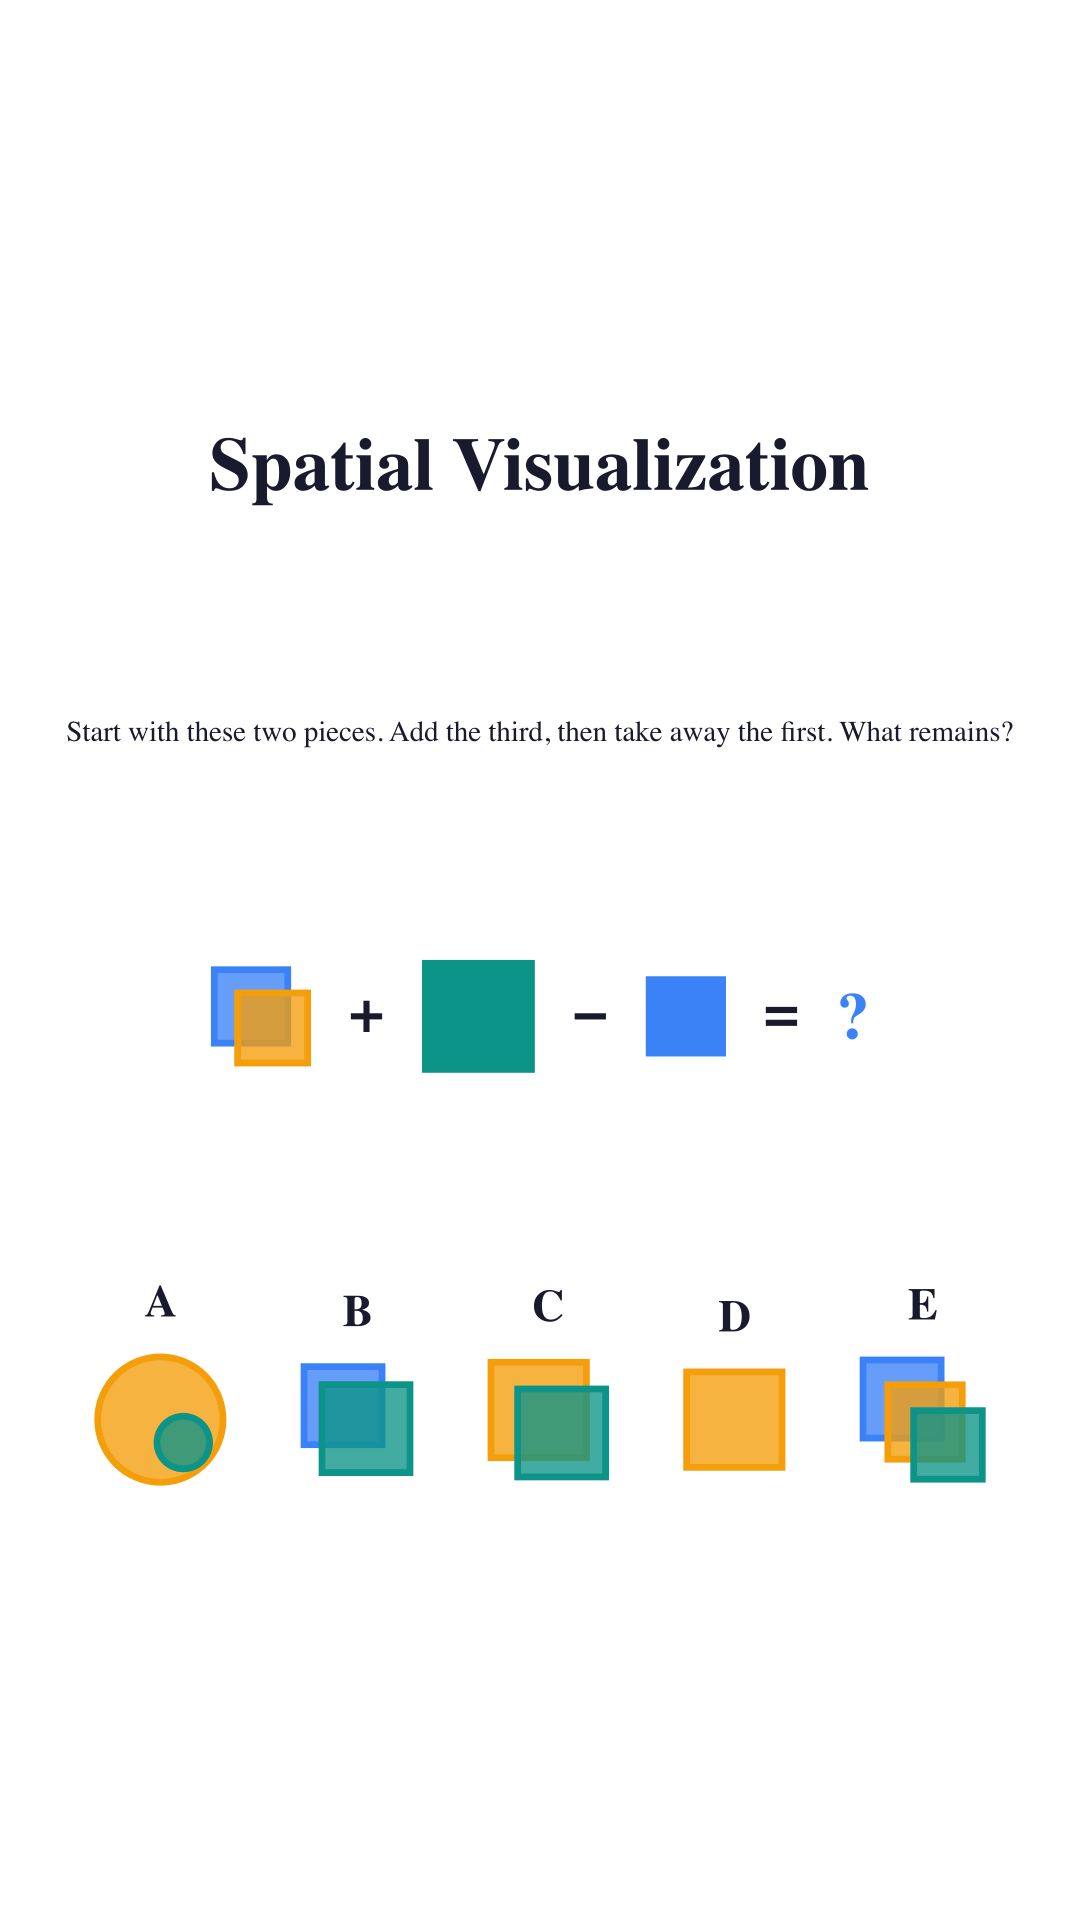 Spatial Visualization
Start with these two pieces. Add the third, then take away the first. What remains?
+ − = ?
A B C D E